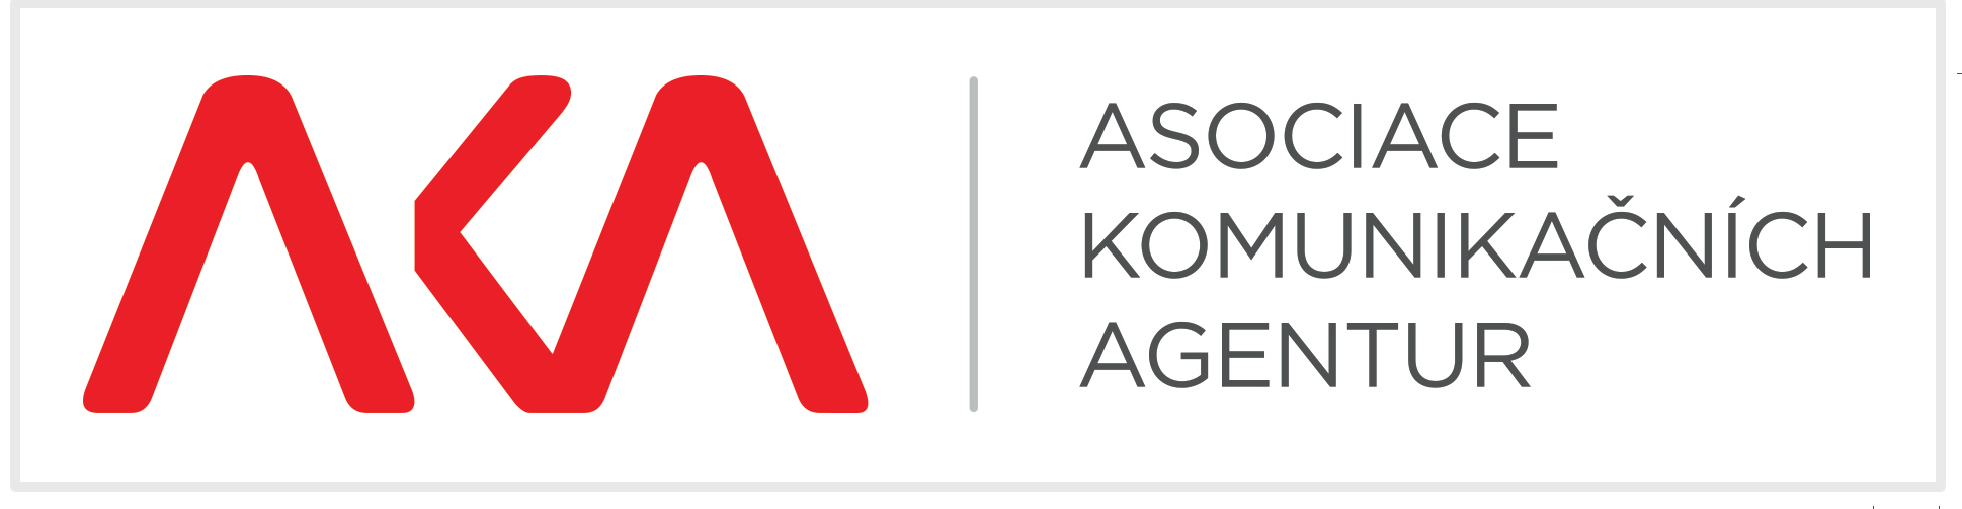 AKA
ASOCIACE
KOMUNIKAČNÍCH
AGENTUR